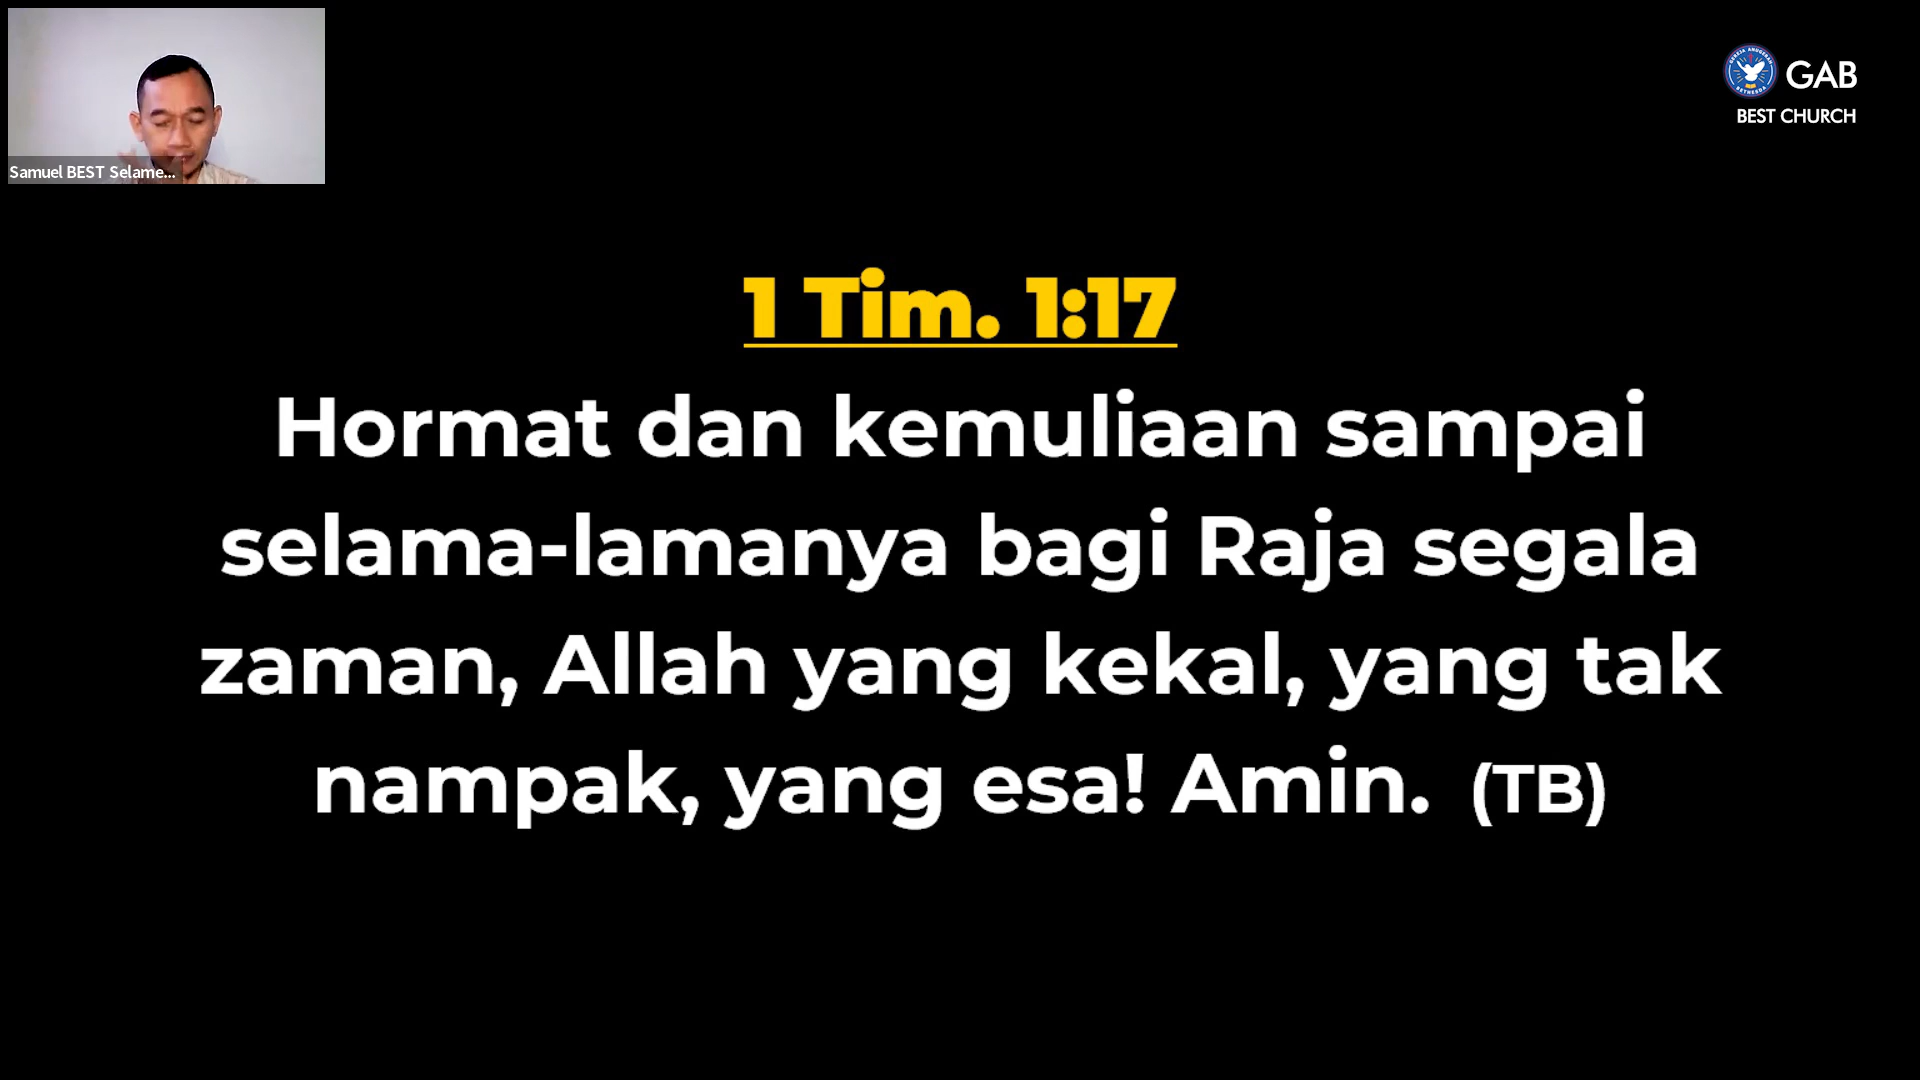 Samuel BEST Selame...
GAB
BEST CHURCH
1 Tim. 1:17
Hormat dan kemuliaan sampai
selama-lamanya bagi Raja segala
zaman, Allah yang kekal, yang tak
nampak, yang esa! Amin. (TB)